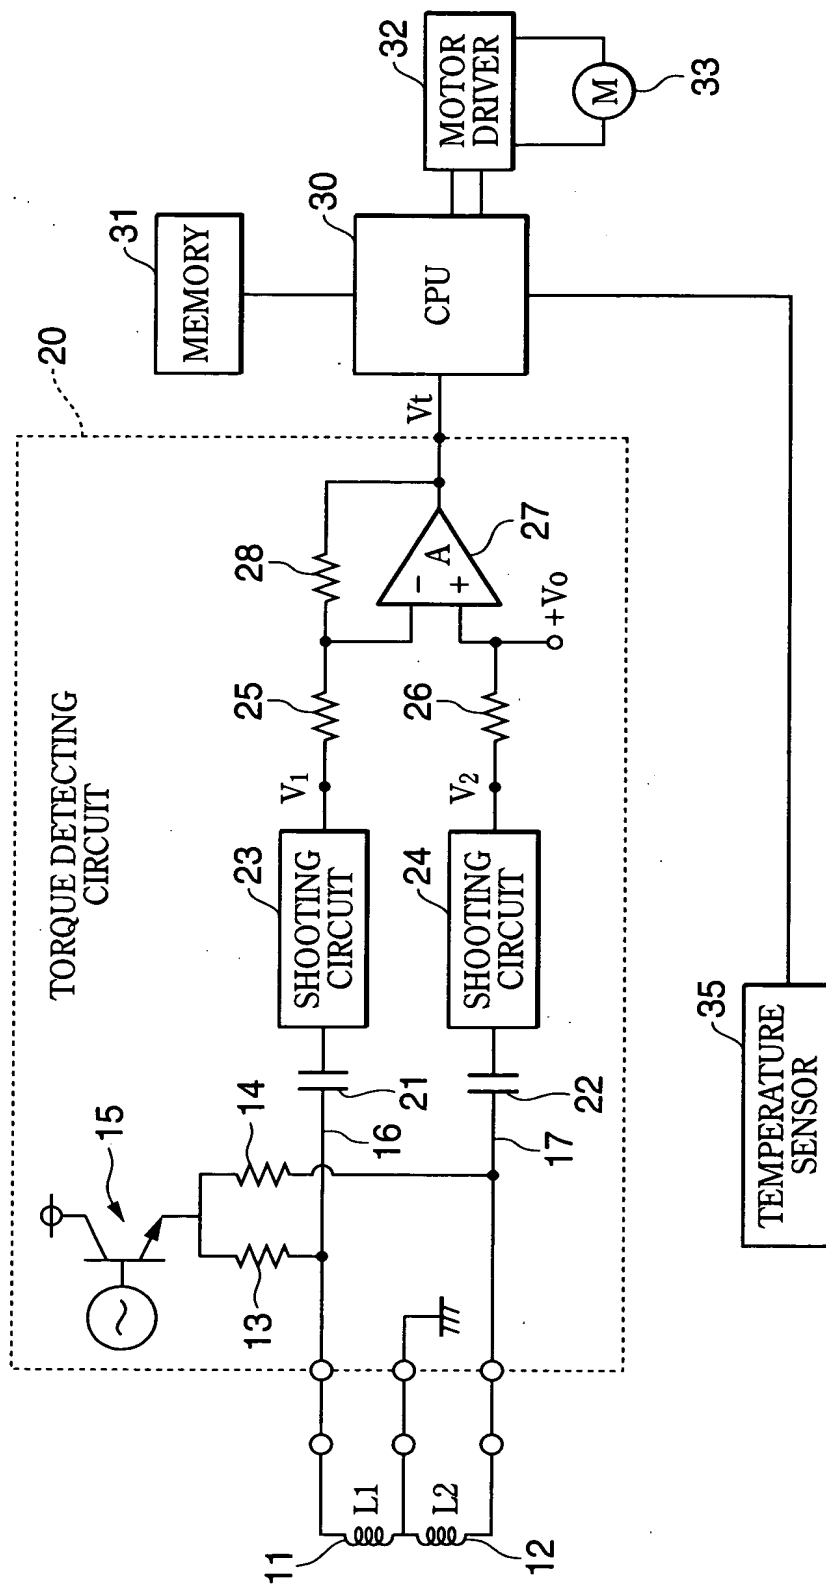 TORQUE DETECTING
CIRCUIT
20
15
14
13
16
17
21
22
11
12
L1
L2
23
SHOOTING
CIRCUIT
24
SHOOTING
CIRCUIT
V1
V2
25
26
28
A
−
+
27
+Vo
Vt
31
MEMORY
30
CPU
32
MOTOR
DRIVER
M
33
35
TEMPERATURE
SENSOR